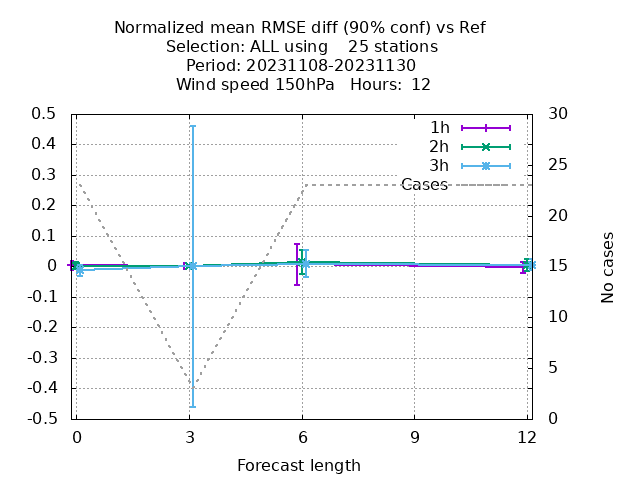 Normalized mean RMSE diff (90% conf) vs Ref
Selection: ALL using    25 stations
Period: 20231108-20231130
Wind speed 150hPa   Hours:  12
0.5
0.4
0.3
0.2
0.1
0
-0.1
-0.2
-0.3
-0.4
-0.5
30
25
20
15
10
5
0
1h
2h
3h
Cases
No cases
0 3 6 9 12
Forecast length